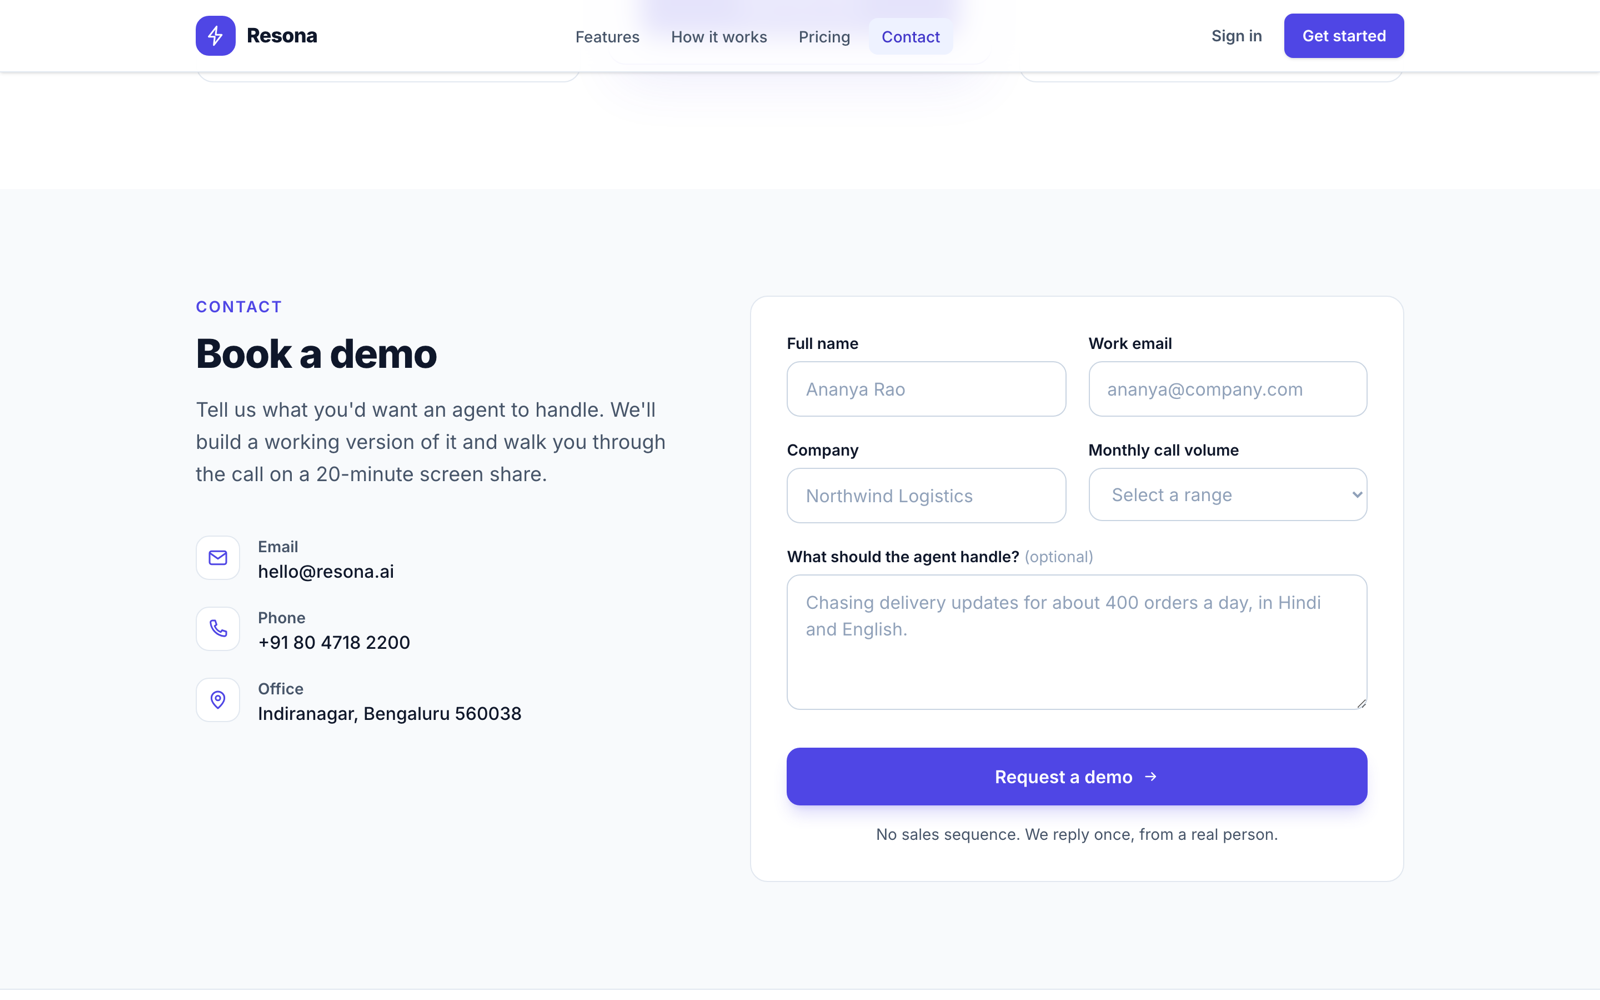 Resona
Features
How it works
Pricing
Contact
Sign in
Get started
CONTACT
Book a demo
Tell us what you'd want an agent to handle. We'll
build a working version of it and walk you through
the call on a 20-minute screen share.
Email
hello@resona.ai
Phone
+91 80 4718 2200
Office
Indiranagar, Bengaluru 560038
Full name
Ananya Rao
Work email
ananya@company.com
Company
Northwind Logistics
Monthly call volume
Select a range
What should the agent handle? (optional)
Chasing delivery updates for about 400 orders a day, in Hindi
and English.
Request a demo →
No sales sequence. We reply once, from a real person.